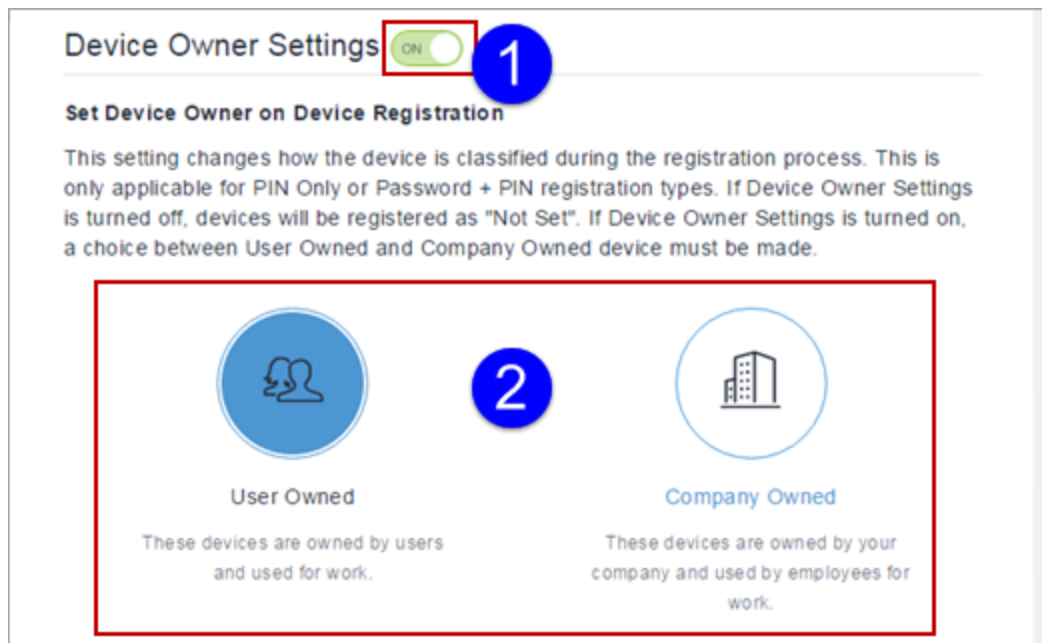 Device Owner Settings ON 1
Set Device Owner on Device Registration
This setting changes how the device is classified during the registration process. This is
only applicable for PIN Only or Password + PIN registration types. If Device Owner Settings
is turned off, devices will be registered as "Not Set". If Device Owner Settings is turned on,
a choice between User Owned and Company Owned device must be made.
2
User Owned
These devices are owned by users
and used for work.
Company Owned
These devices are owned by your
company and used by employees for
work.